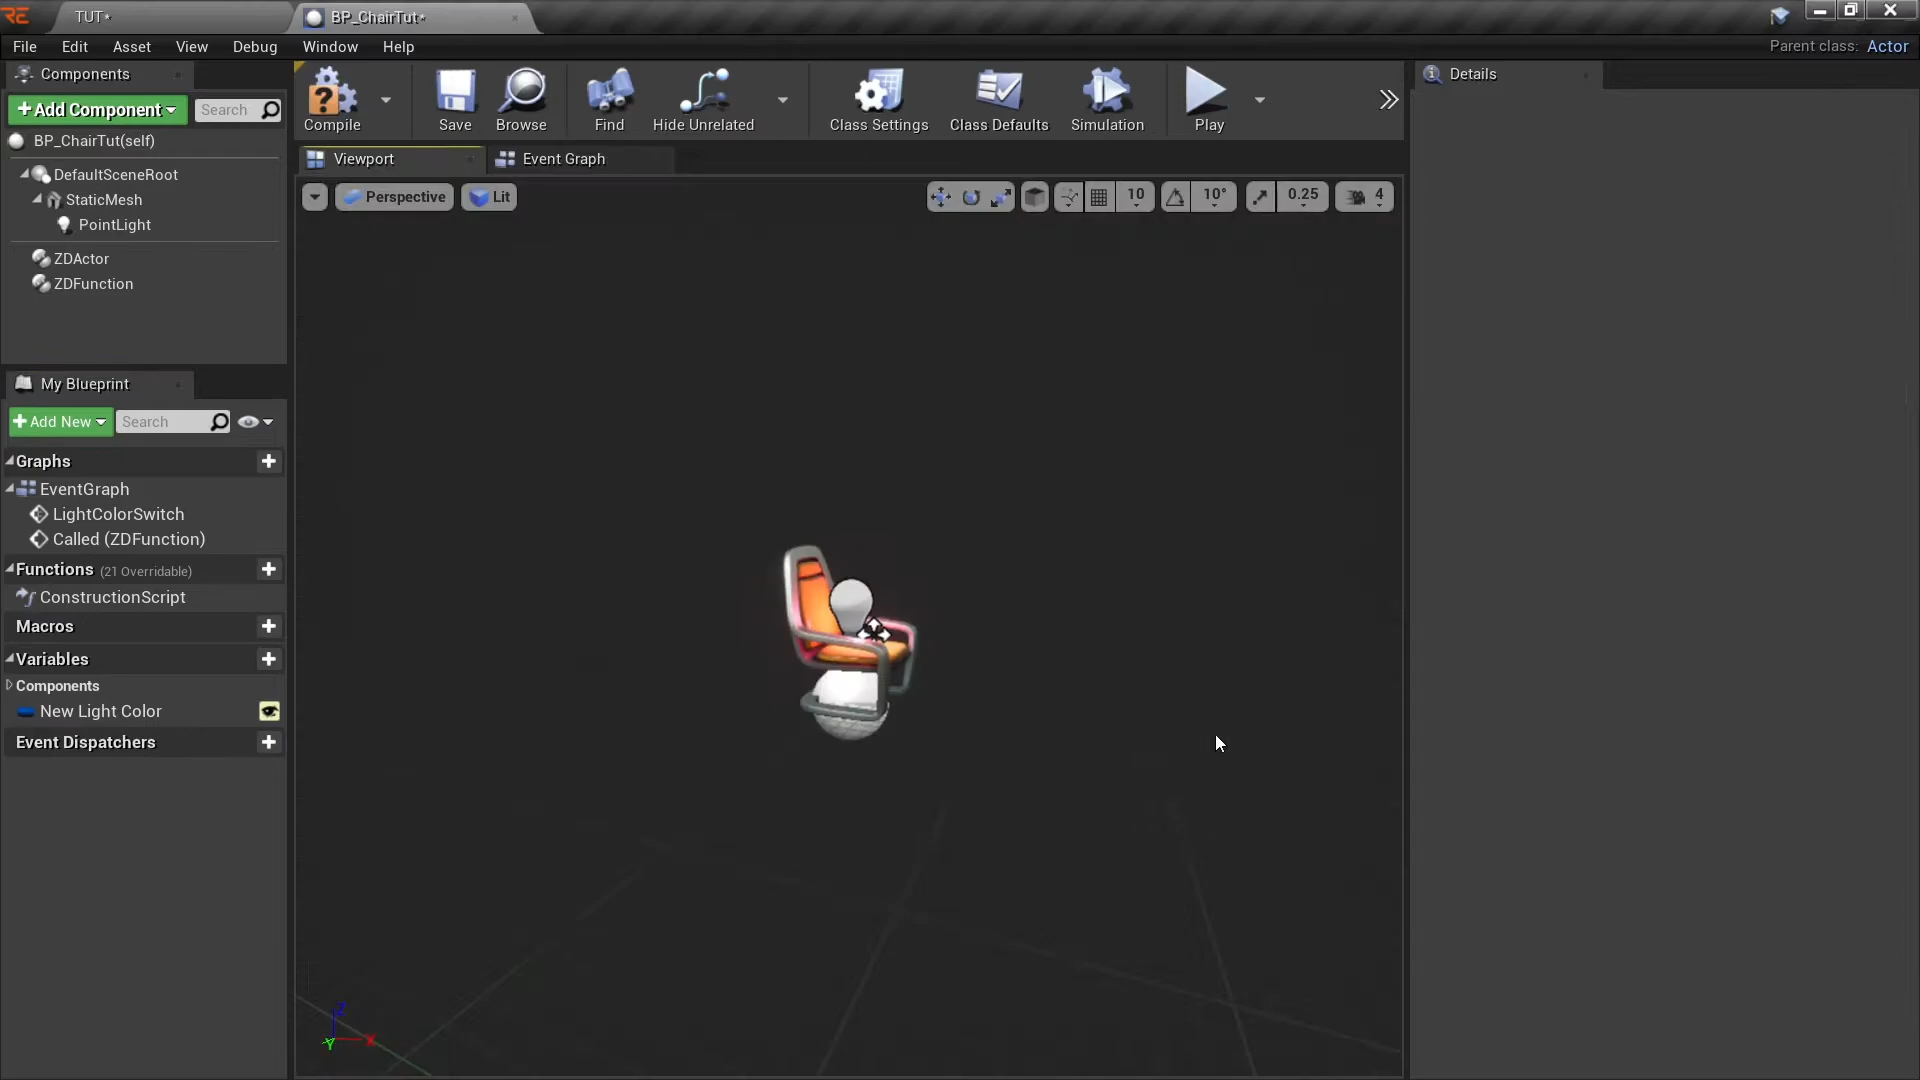 TUT*
BP_ChairTut*
File Edit Asset View Debug Window Help
Parent class: Actor
Components
+Add Component
Search
BP_ChairTut(self)
DefaultSceneRoot
StaticMesh
PointLight
ZDActor
ZDFunction
Compile
Save
Browse
Find
Hide Unrelated
Class Settings
Class Defaults
Simulation
Play
Details
Viewport
Event Graph
Perspective
Lit
10
10°
0.25
4
My Blueprint
+Add New
Search
Graphs
EventGraph
LightColorSwitch
Called (ZDFunction)
Functions (21 Overridable)
ConstructionScript
Macros
Variables
Components
New Light Color
Event Dispatchers
Z
X
Y